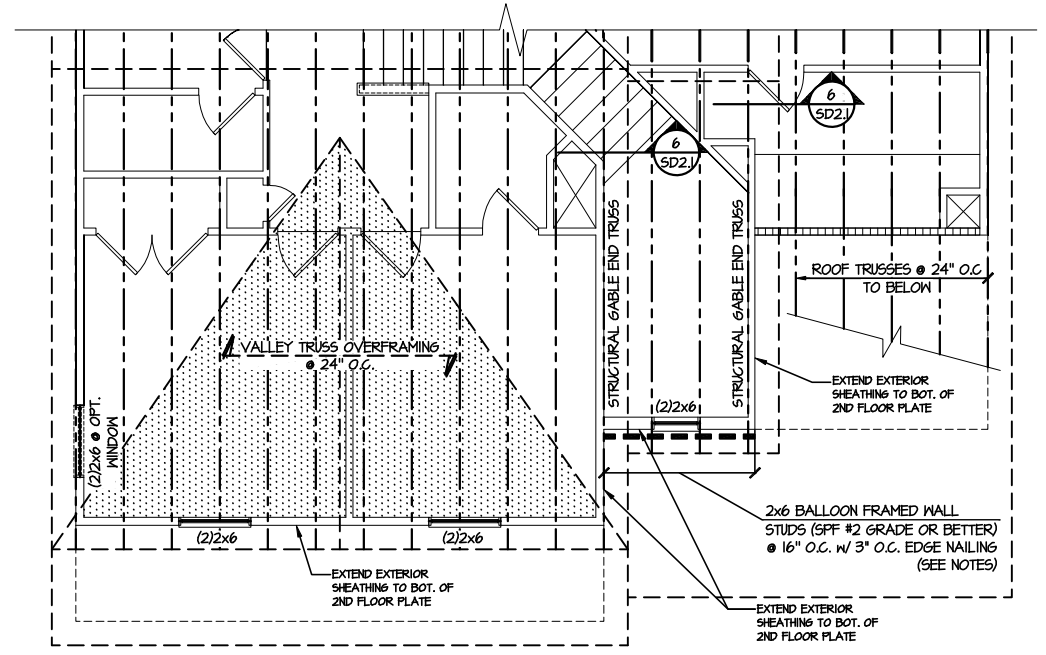 6
SD2.1
6
SD2.1
STRUCTURAL GABLE END TRUSS
STRUCTURAL GABLE END TRUSS
ROOF TRUSSES @ 24" O.C
TO BELOW
VALLEY TRUSS OVERFRAMING
@ 24" O.C.
EXTEND EXTERIOR
SHEATHING TO BOT. OF
2ND FLOOR PLATE
(2)2x6
(2)2x6 @ OPT.
WINDOW
2x6 BALLOON FRAMED WALL
STUDS (SPF #2 GRADE OR BETTER)
@ 16" O.C. W/ 3" O.C. EDGE NAILING
(SEE NOTES)
(2)2x6
(2)2x6
EXTEND EXTERIOR
SHEATHING TO BOT. OF
2ND FLOOR PLATE
EXTEND EXTERIOR
SHEATHING TO BOT. OF
2ND FLOOR PLATE